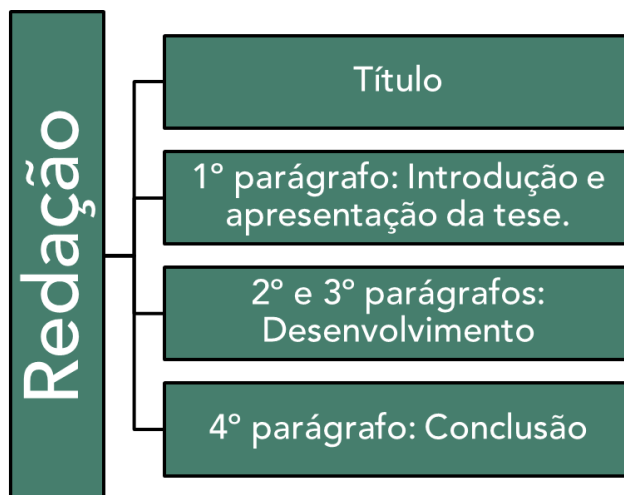 Redação
Título
1º parágrafo: Introdução e
apresentação da tese.
2º e 3º parágrafos:
Desenvolvimento
4º parágrafo: Conclusão